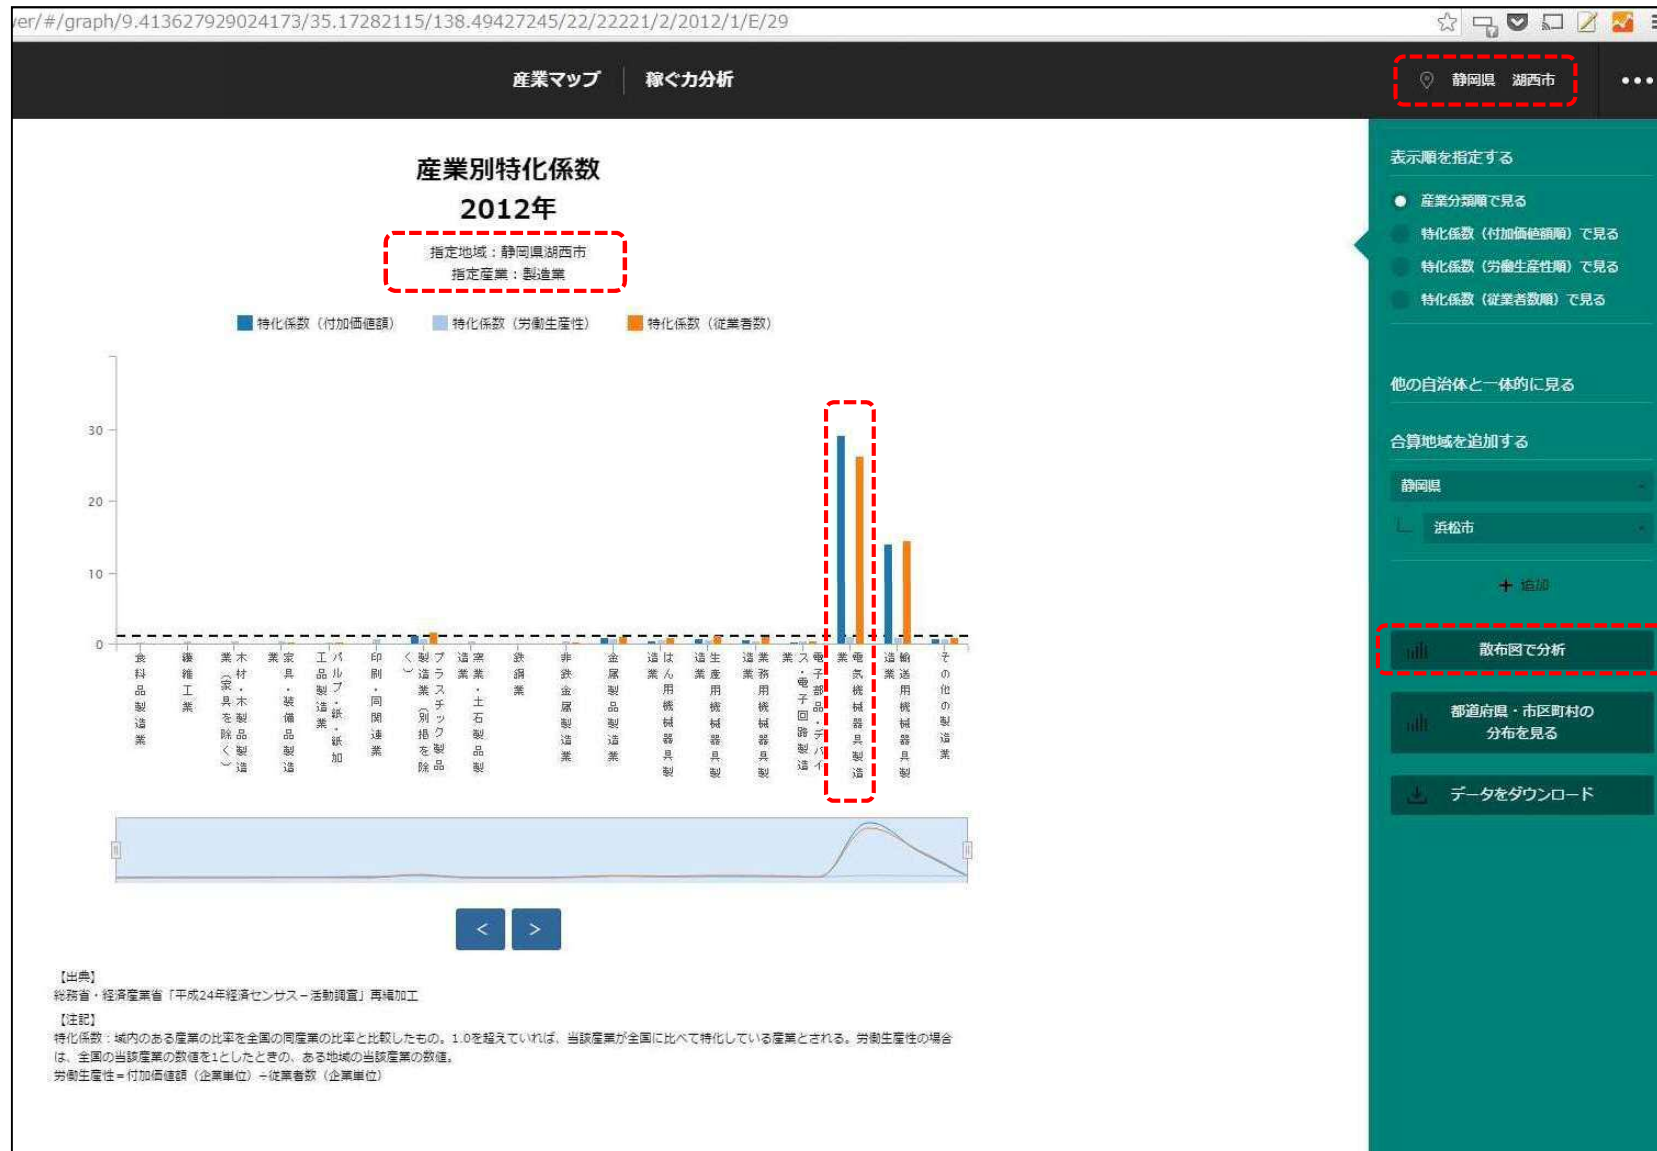 ver/#/graph/9.413627929024173/35.17282115/138.49427245/22/22221/2/2012/1/E/29
産業マップ
稼ぐ力分析
静岡県　湖西市
産業別特化係数
2012年
指定地域：静岡県湖西市
指定産業：製造業
特化係数（付加価値額）
特化係数（労働生産性）
特化係数（従業者数）
30
20
10
0
食料品製造業
繊維工業
木材・木製品製造業（家具を除く）
家具・装備品製造業
パルプ・紙・紙加工品製造業
印刷・同関連業
プラスチック製品製造業（別掲を除く）
窯業・土石製品製造業
鉄鋼業
非鉄金属製造業
金属製品製造業
はん用機械器具製造業
生産用機械器具製造業
業務用機械器具製造業
電子部品・デバイス・電子回路製造業
電気機械器具製造業
輸送用機械器具製造業
その他の製造業
<
>
【出典】
総務省・経済産業省「平成24年経済センサス－活動調査」再編加工
【注記】
特化係数：域内のある産業の比率を全国の同産業の比率と比較したもの。1.0を超えていれば、当該産業が全国に比べて特化している産業とされる。労働生産性の場合
は、全国の当該産業の数値を1としたときの、ある地域の当該産業の数値。
労働生産性＝付加価値額（企業単位）÷従業者数（企業単位）
表示順を指定する
産業分類順で見る
特化係数（付加価値額順）で見る
特化係数（労働生産性順）で見る
特化係数（従業者数順）で見る
他の自治体と一体的に見る
合算地域を追加する
静岡県
浜松市
+ 追加
散布図で分析
都道府県・市区町村の
分布を見る
データをダウンロード